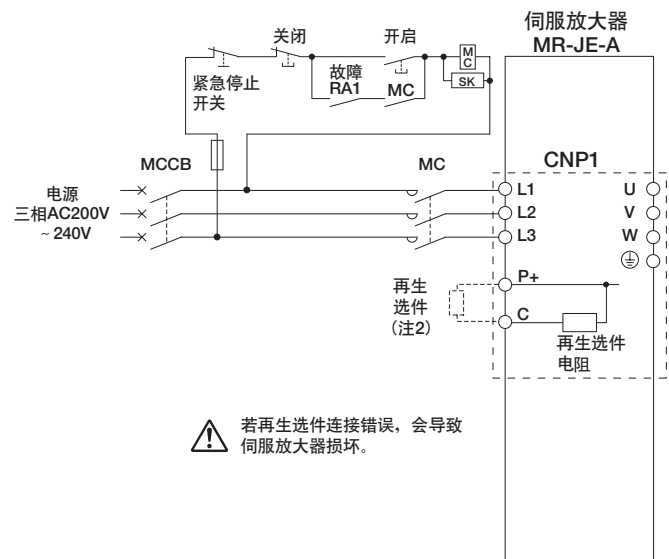 伺服放大器
MR-JE-A
关闭
开启
M
C
SK
紧急停止
开关
故障
RA1
MC
MCCB
MC
CNP1
电源
三相AC200V
~ 240V
L1
L2
L3
U
V
W
P+
C
再生
选件
(注2)
再生选件
电阻
若再生选件连接错误，会导致
伺服放大器损坏。